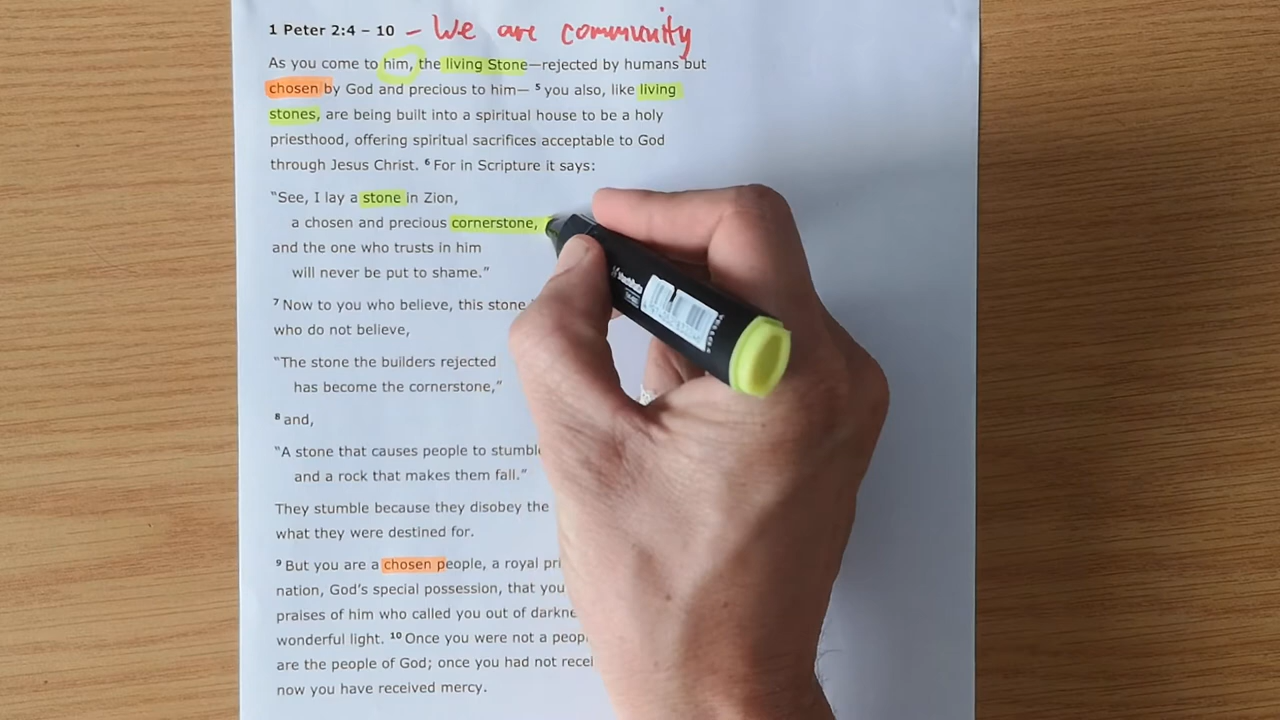 1 Peter 2:4 – 10 – We are community
As you come to him, the living Stone—rejected by humans but
chosen by God and precious to him— ⁵ you also, like living
stones, are being built into a spiritual house to be a holy
priesthood, offering spiritual sacrifices acceptable to God
through Jesus Christ. ⁶ For in Scripture it says:
“See, I lay a stone in Zion,
a chosen and precious cornerstone,
and the one who trusts in him
will never be put to shame.”
⁷ Now to you who believe, this stone
who do not believe,
“The stone the builders rejected
has become the cornerstone,”
⁸ and,
“A stone that causes people to stumbl
and a rock that makes them fall.”
They stumble because they disobey the
what they were destined for.
⁹ But you are a chosen people, a royal pri
nation, God’s special possession, that you
praises of him who called you out of darkn
wonderful light. ¹⁰ Once you were not a peop
are the people of God; once you had not recei
now you have received mercy.